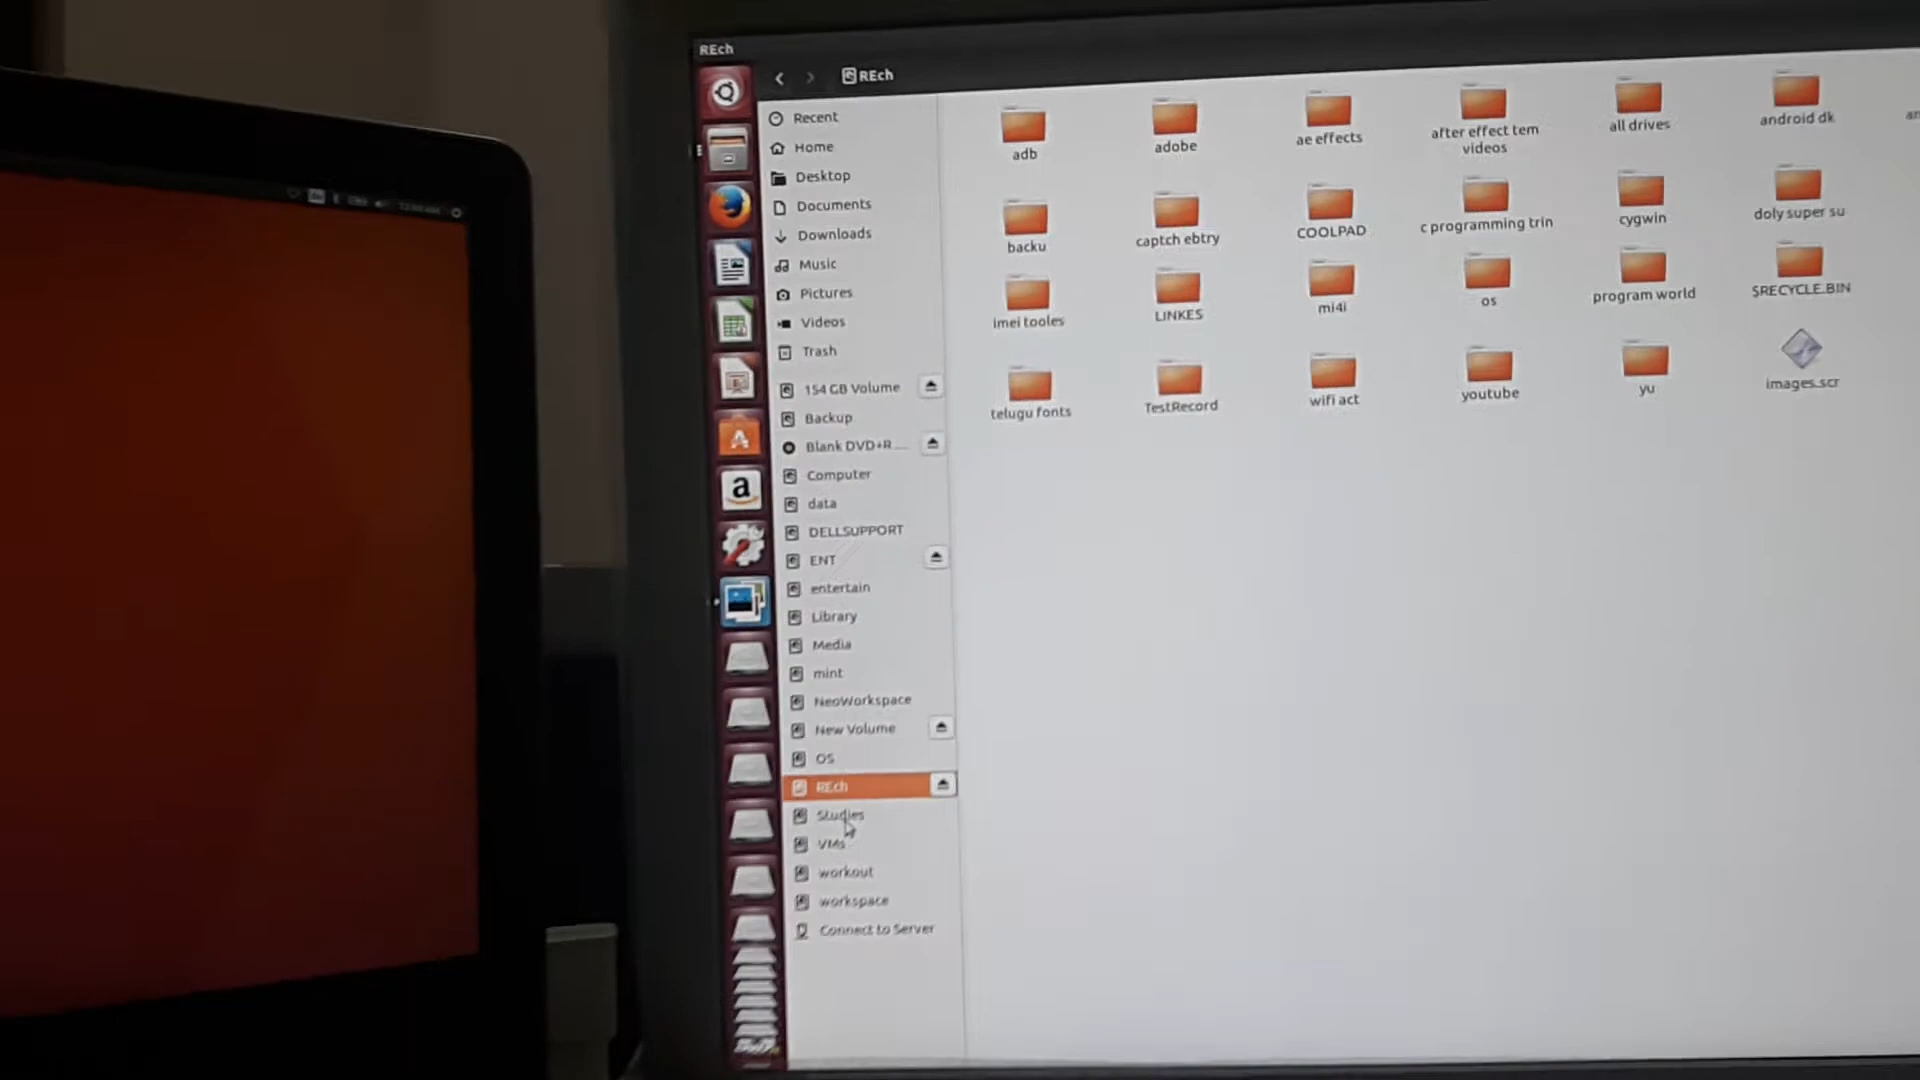 REch
REch
Recent
Home
Desktop
Documents
Downloads
Music
Pictures
Videos
Trash
154 GB Volume
Backup
Blank DVD+R...
Computer
data
DELLSUPPORT
ENT
entertain
Library
Media
mint
NeoWorkspace
New Volume
OS
REch
Studies
VMs
workout
workspace
Connect to Server
adb
adobe
ae effects
after effect tem
videos
all drives
android dk
backu
captch ebtry
COOLPAD
c programming trin
cygwin
doly super su
imei tooles
LINKES
mi4i
os
program world
$RECYCLE.BIN
telugu fonts
TestRecord
wifi act
youtube
yu
images.scr
a